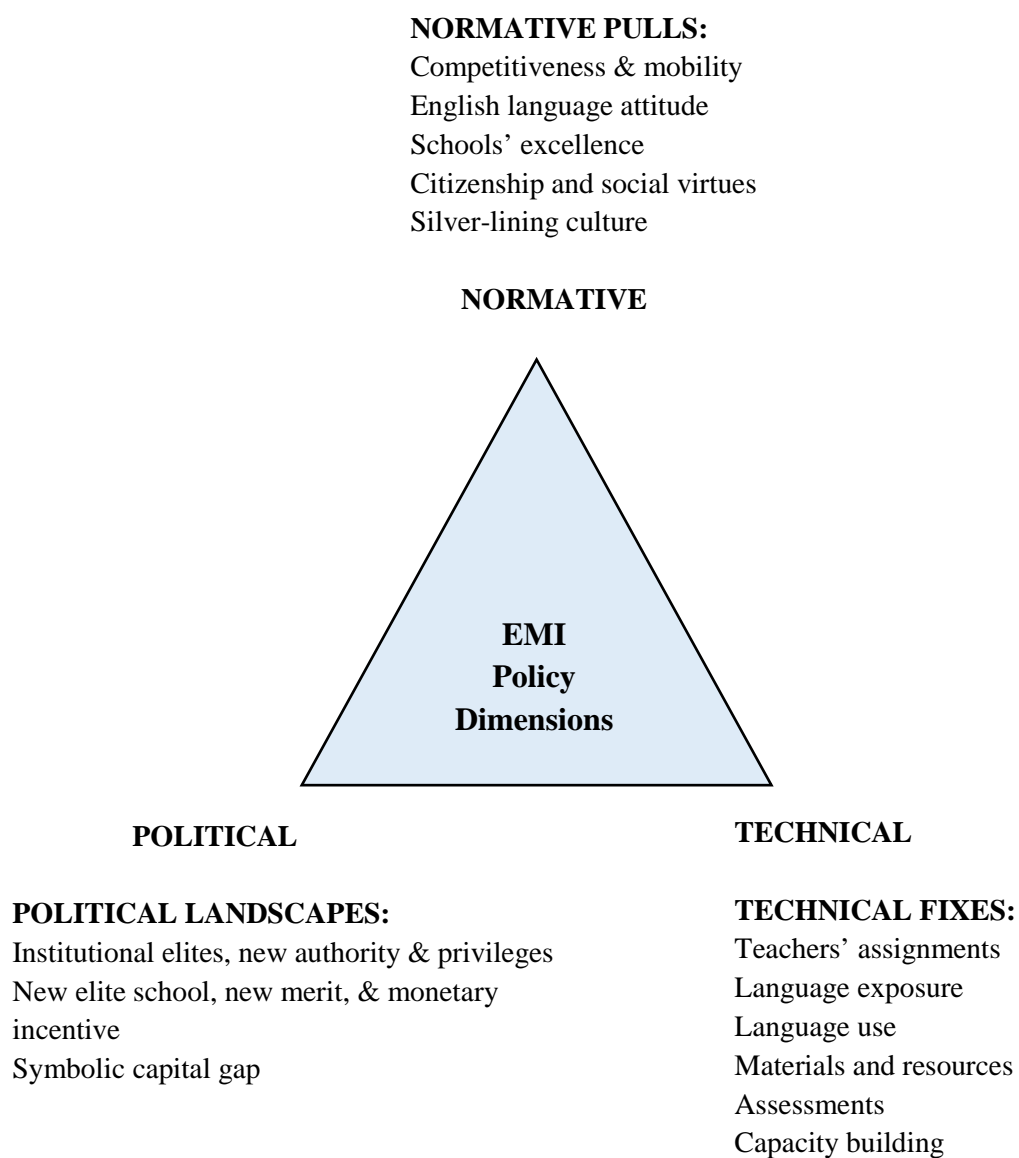 NORMATIVE PULLS:
Competitiveness & mobility
English language attitude
Schools’ excellence
Citizenship and social virtues
Silver-lining culture
NORMATIVE
EMI
Policy
Dimensions
POLITICAL
POLITICAL LANDSCAPES:
Institutional elites, new authority & privileges
New elite school, new merit, & monetary
incentive
Symbolic capital gap
TECHNICAL
TECHNICAL FIXES:
Teachers’ assignments
Language exposure
Language use
Materials and resources
Assessments
Capacity building